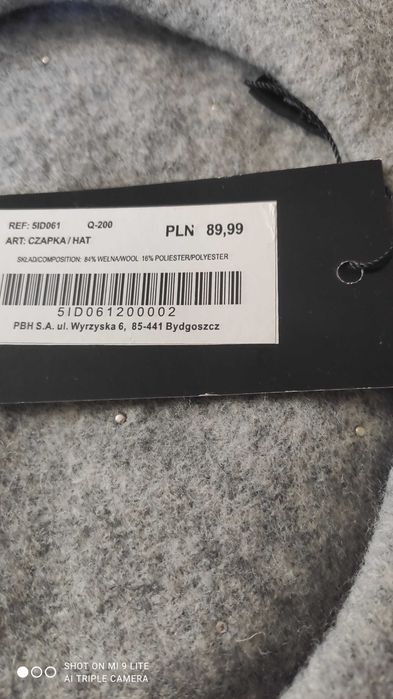 REF: 5ID061 Q-200 PLN 89,99
ART: CZAPKA / HAT
SKŁAD/COMPOSITION: 84% WEŁNA/WOOL 16% POLIESTER/POLYESTER
5ID061200002
PBH S.A. ul. Wyrzyska 6, 85-441 Bydgoszcz
SHOT ON MI 9 LITE
AI TRIPLE CAMERA